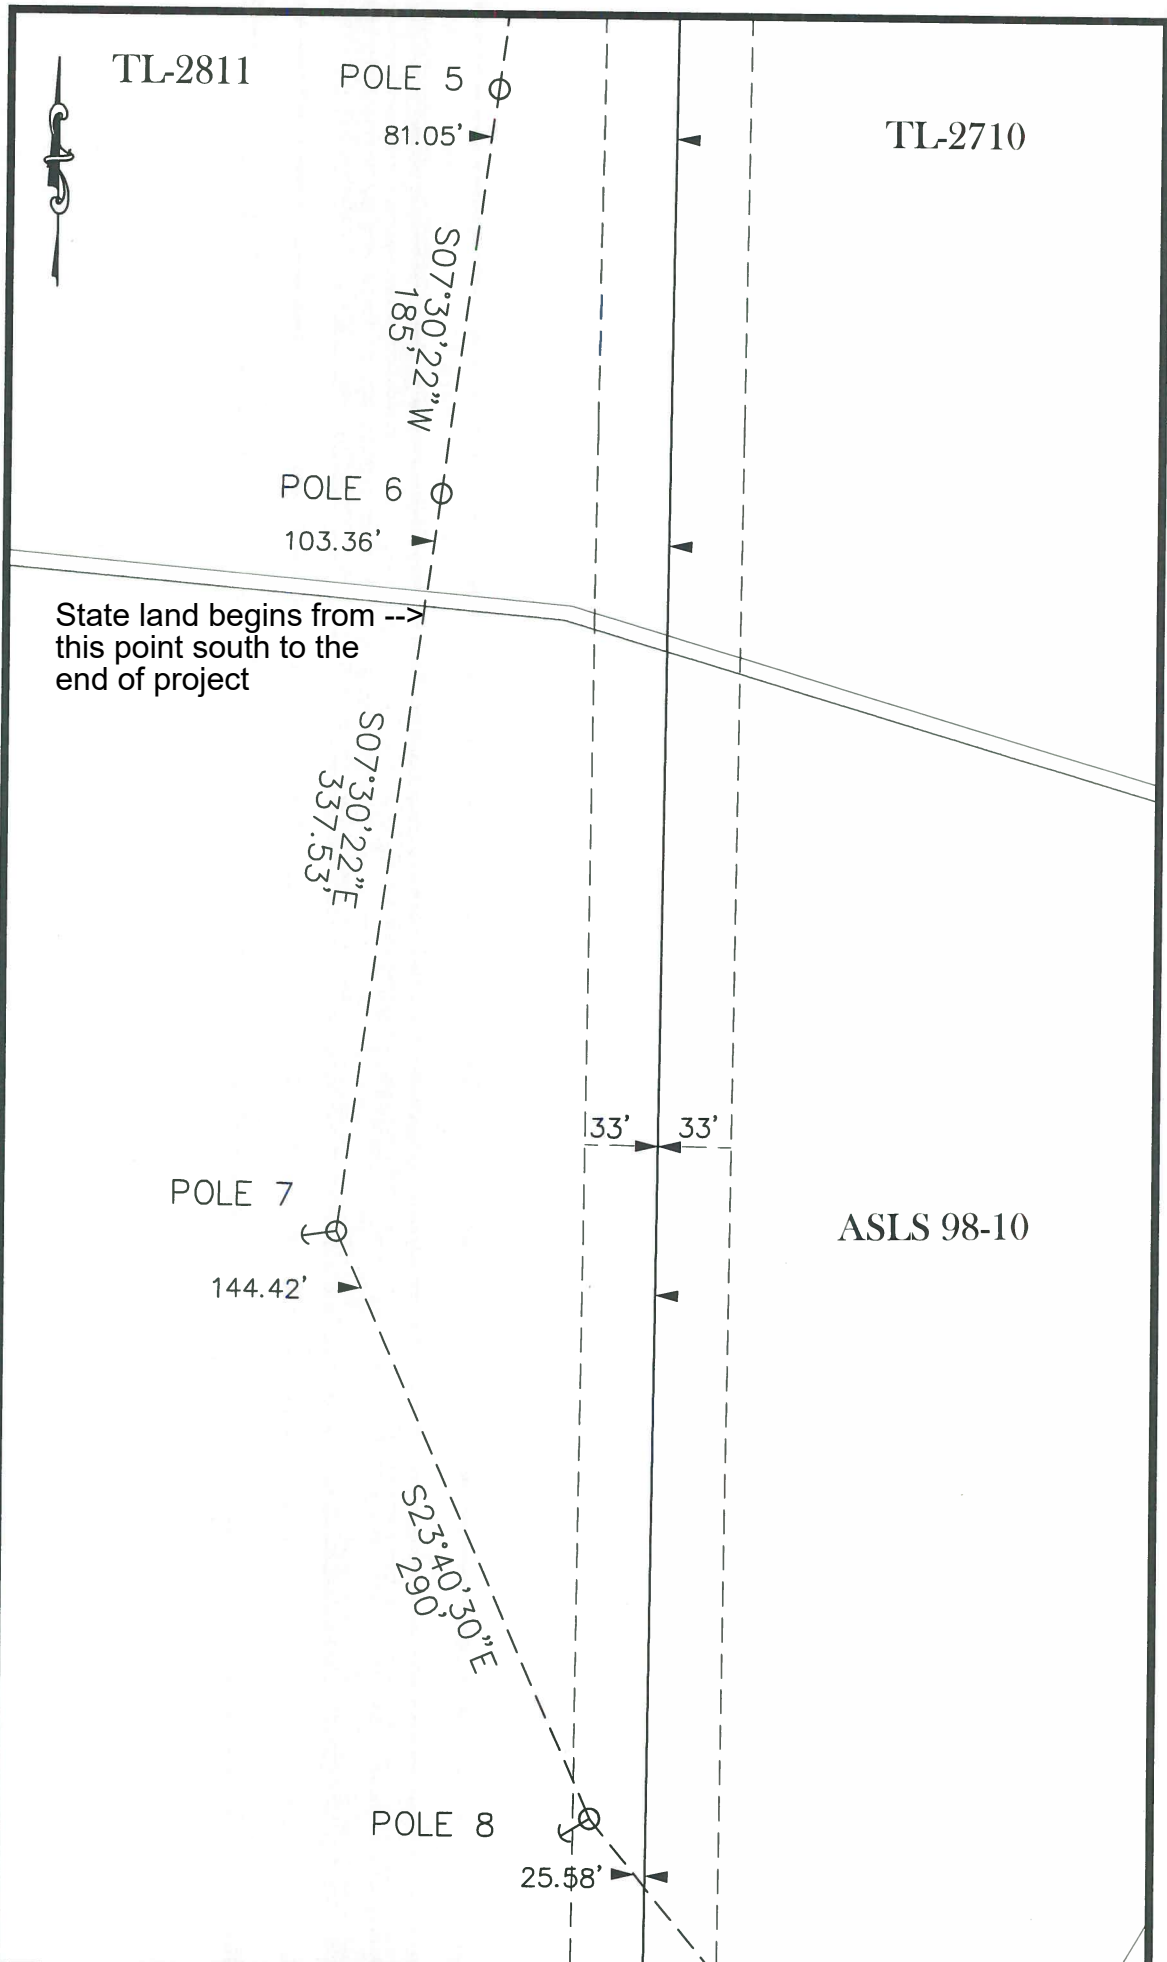 TL-2811
POLE 5
81.05'
TL-2710
S07°30'22"W
185'
POLE 6
103.36'
State land begins from -->
this point south to the
end of project
S07°30'22"E
337.53'
33'
33'
POLE 7
ASLS 98-10
144.42'
S23°40'30"E
290'
POLE 8
25.58'